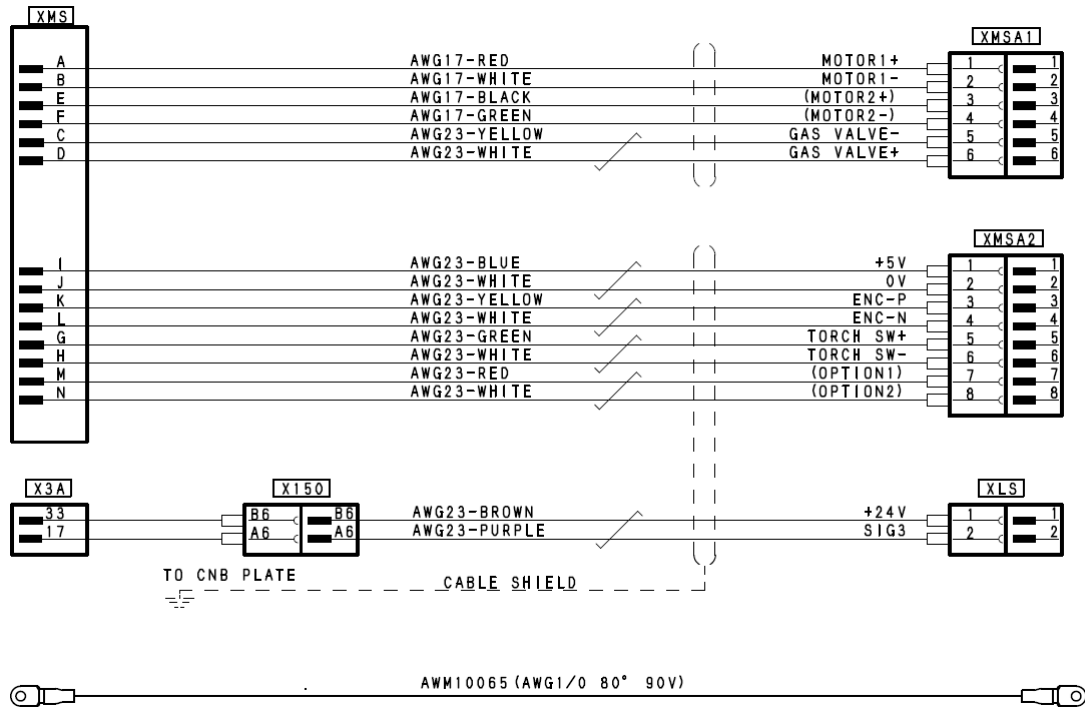 XMS
XMSA1
A AWG17-RED MOTOR1+ 1 1
B AWG17-WHITE MOTOR1- 2 2
E AWG17-BLACK (MOTOR2+) 3 3
F AWG17-GREEN (MOTOR2-) 4 4
C AWG23-YELLOW GAS VALVE- 5 5
D AWG23-WHITE GAS VALVE+ 6 6
XMSA2
I AWG23-BLUE +5V 1 1
J AWG23-WHITE 0V 2 2
K AWG23-YELLOW ENC-P 3 3
L AWG23-WHITE ENC-N 4 4
G AWG23-GREEN TORCH SW+ 5 5
H AWG23-WHITE TORCH SW- 6 6
M AWG23-RED (OPTION1) 7 7
N AWG23-WHITE (OPTION2) 8 8
X3A X150 XLS
33 B6 B6 AWG23-BROWN +24V 1 1
17 A6 A6 AWG23-PURPLE SIG3 2 2
TO CNB PLATE CABLE SHIELD
AWM10065(AWG1/0 80° 90V)